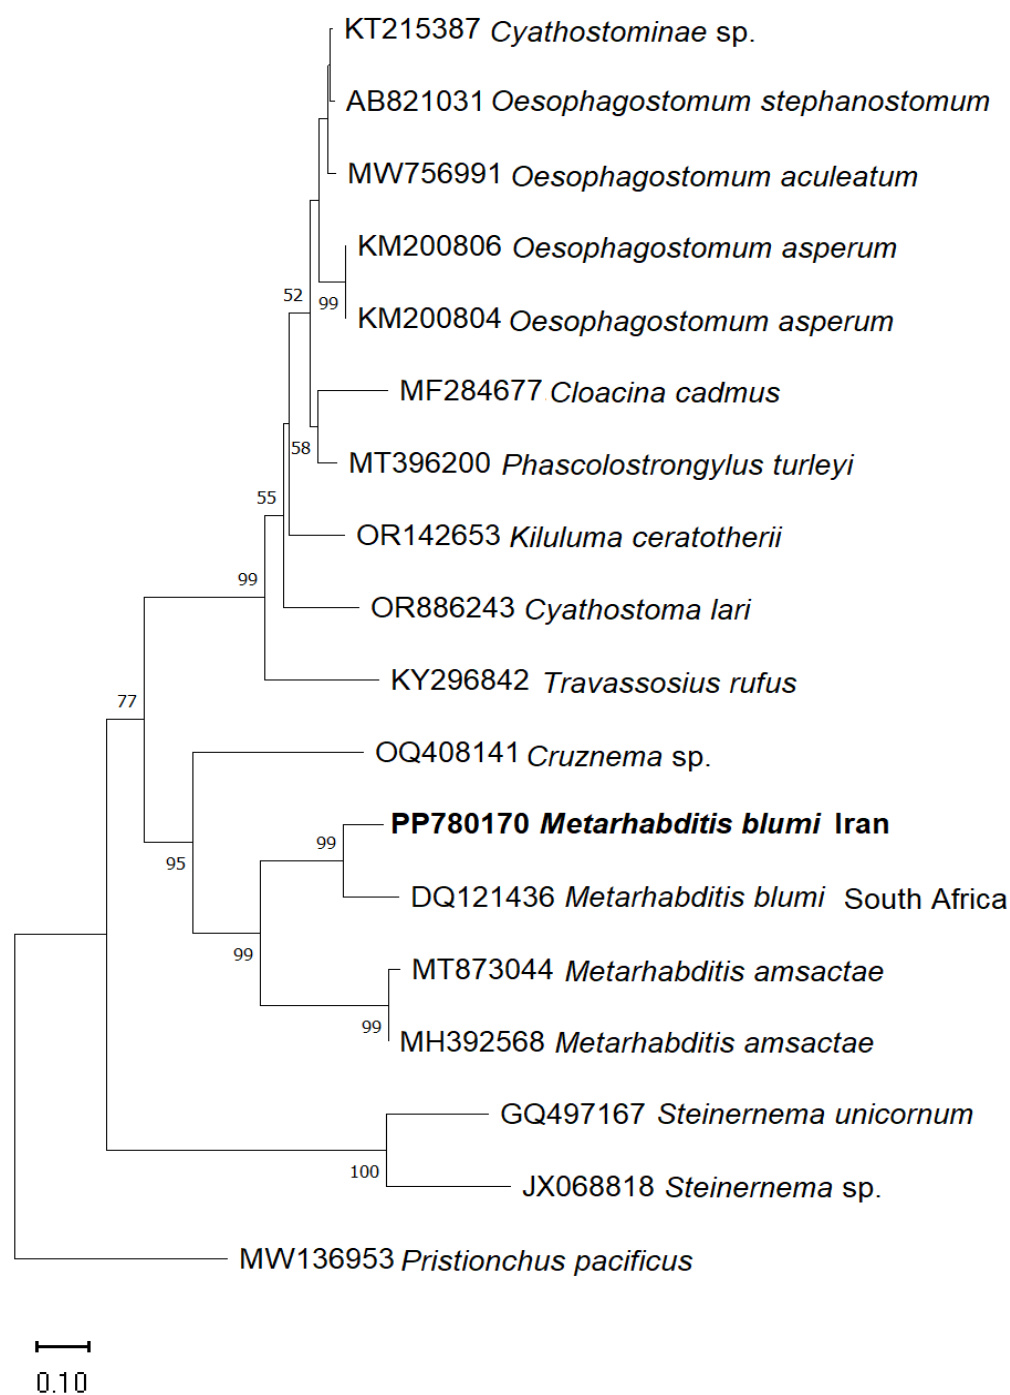 KT215387 Cyathostominae sp.
AB821031 Oesophagostomum stephanostomum
MW756991 Oesophagostomum aculeatum
KM200806 Oesophagostomum asperum
52
99
KM200804 Oesophagostomum asperum
MF284677 Cloacina cadmus
58
MT396200 Phascolostrongylus turleyi
55
OR142653 Kiluluma ceratotherii
99
OR886243 Cyathostoma lari
KY296842 Travassosius rufus
77
OQ408141 Cruznema sp.
PP780170 Metarhabditis blumi Iran
99
95
DQ121436 Metarhabditis blumi South Africa
99
MT873044 Metarhabditis amsactae
99
MH392568 Metarhabditis amsactae
GQ497167 Steinernema unicornum
100
JX068818 Steinernema sp.
MW136953 Pristionchus pacificus
0.10